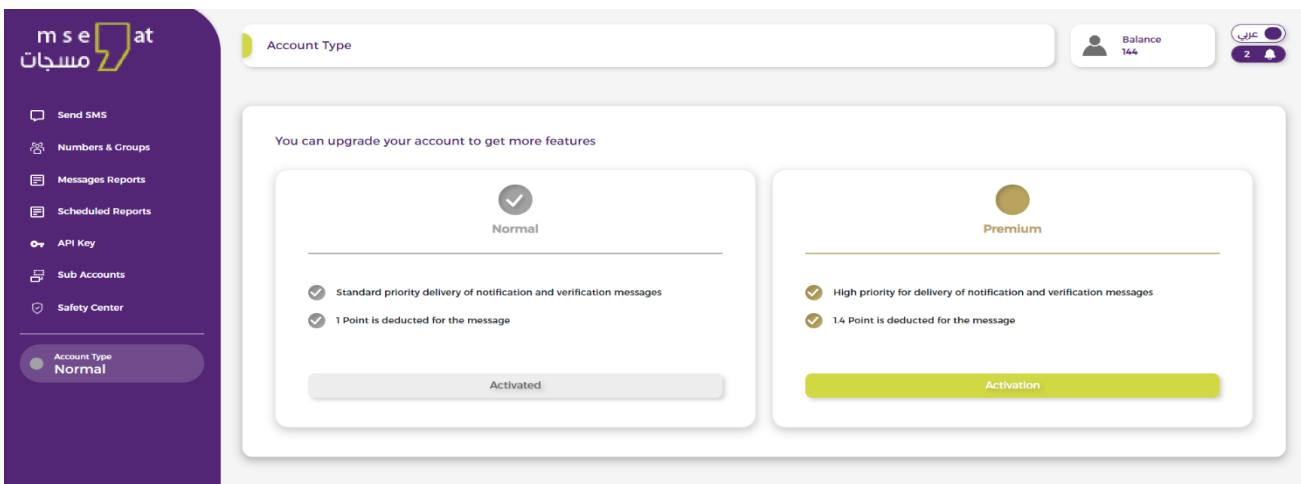 m s e at
مسجات
Send SMS
Numbers & Groups
Messages Reports
Scheduled Reports
API Key
Sub Accounts
Safety Center
Account Type
Normal
Account Type
Balance
144
عربي
2
You can upgrade your account to get more features
Normal
Standard priority delivery of notification and verification messages
1 Point is deducted for the message
Activated
Premium
High priority for delivery of notification and verification messages
1.4 Point is deducted for the message
Activation